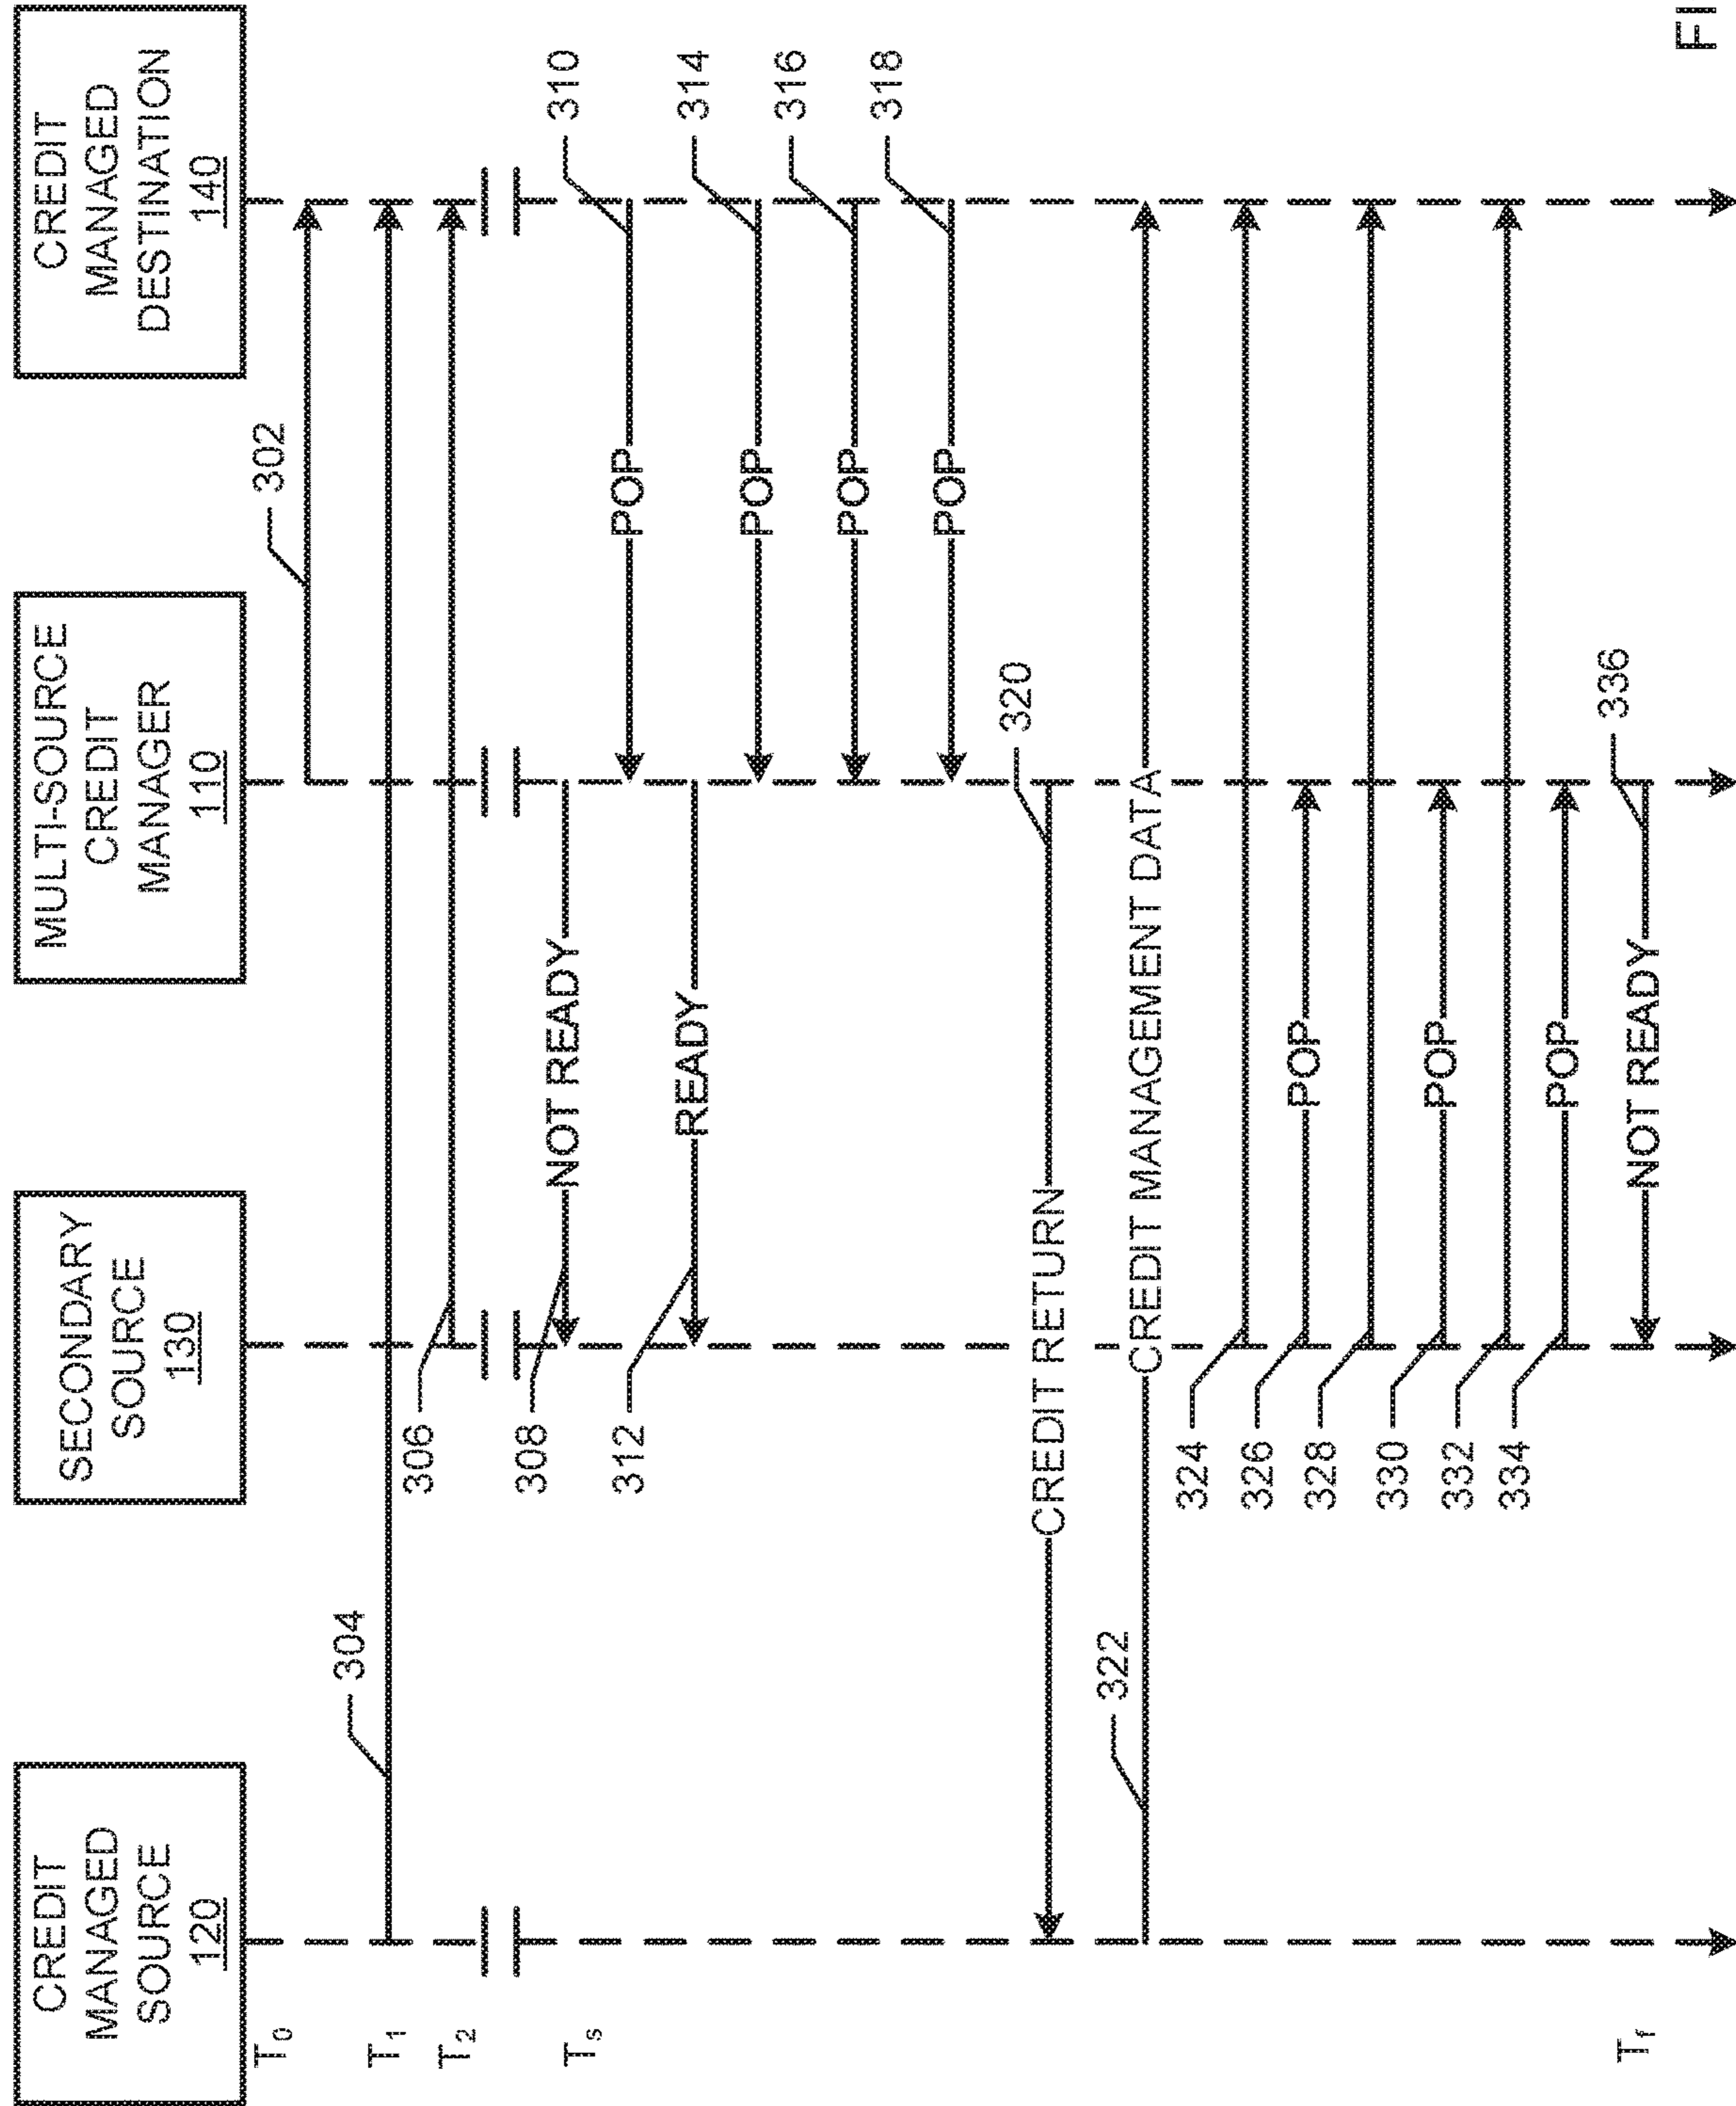 CREDIT
MANAGED
SOURCE
120
SECONDARY
SOURCE
130
MULTI-SOURCE
CREDIT
MANAGER
110
CREDIT
MANAGED
DESTINATION
140
T0
302
304
T1
306
T2
308
NOT READY
Ts
310
POP
312
READY
314
POP
316
POP
318
POP
320
CREDIT RETURN
322
CREDIT MANAGEMENT DATA
324
326
POP
328
330
POP
332
334
POP
336
NOT READY
Tf
FI